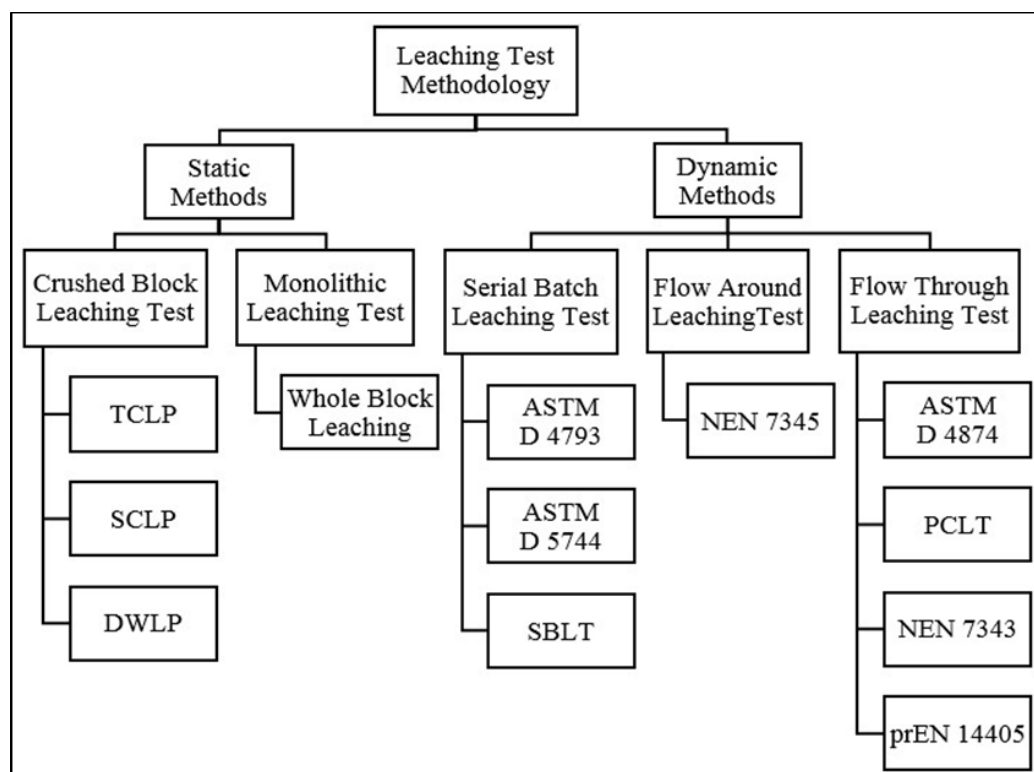 Leaching Test
Methodology
Static
Methods
Dynamic
Methods
Crushed Block
Leaching Test
Monolithic
Leaching Test
Serial Batch
Leaching Test
Flow Around
LeachingTest
Flow Through
Leaching Test
TCLP
SCLP
DWLP
Whole Block
Leaching
ASTM
D 4793
ASTM
D 5744
SBLT
NEN 7345
ASTM
D 4874
PCLT
NEN 7343
prEN 14405